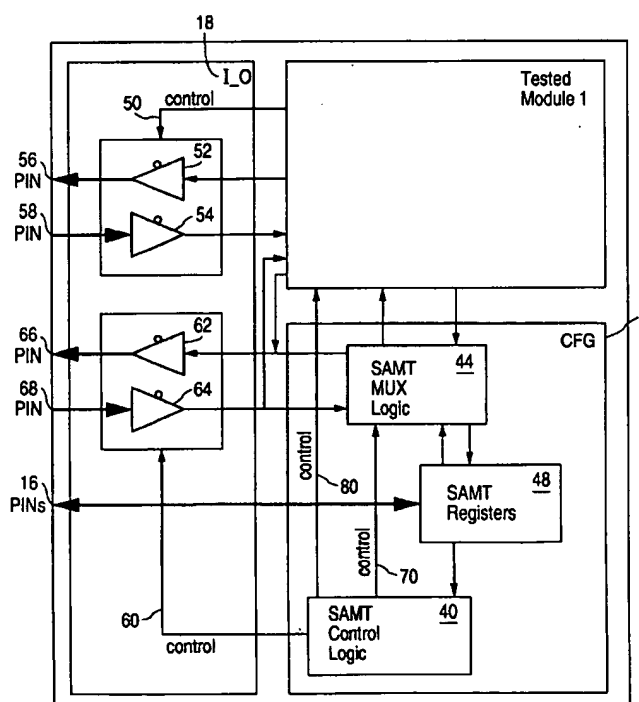 18
I_O
control
Tested
Module 1
50
52
56
PIN
58
PIN
54
CFG
66
PIN
62
68
PIN
64
SAMT
MUX
Logic
44
control
80
control
70
16
PINs
SAMT
Registers
48
60
control
SAMT
Control
Logic
40